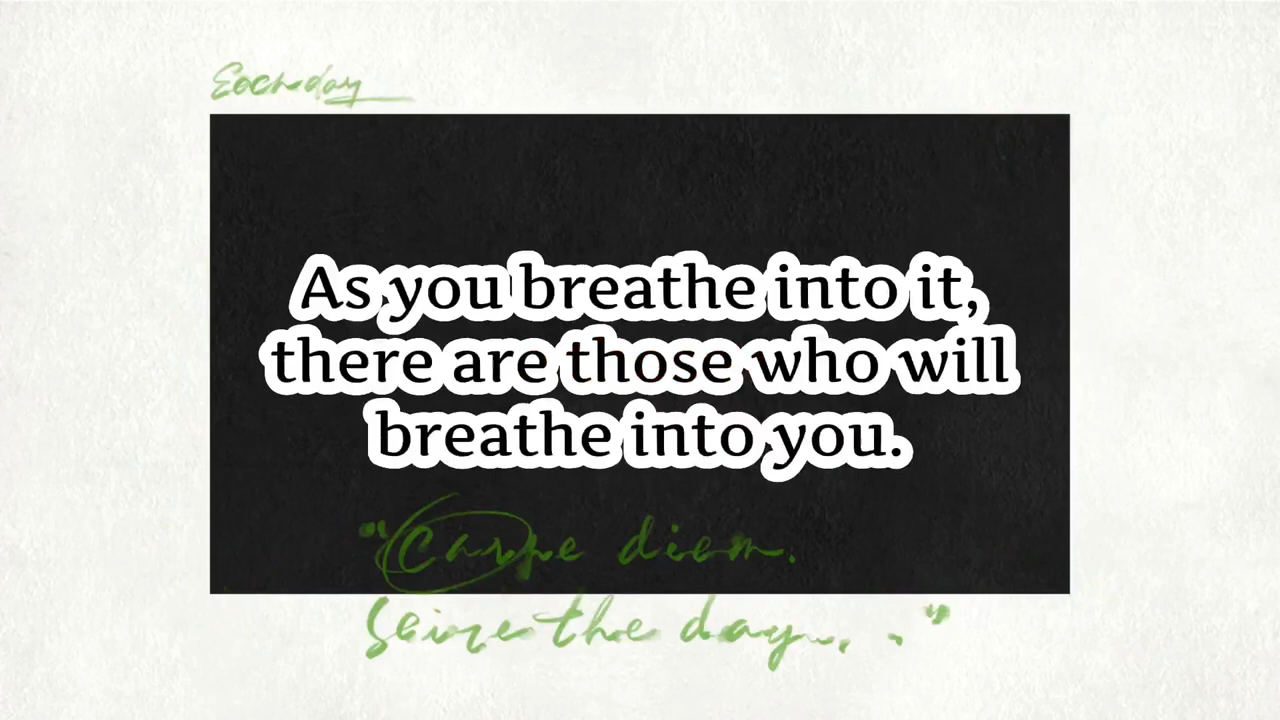 Each day
As you breathe into it,
there are those who will
breathe into you.
"Carpe diem.
Seize the day, . "